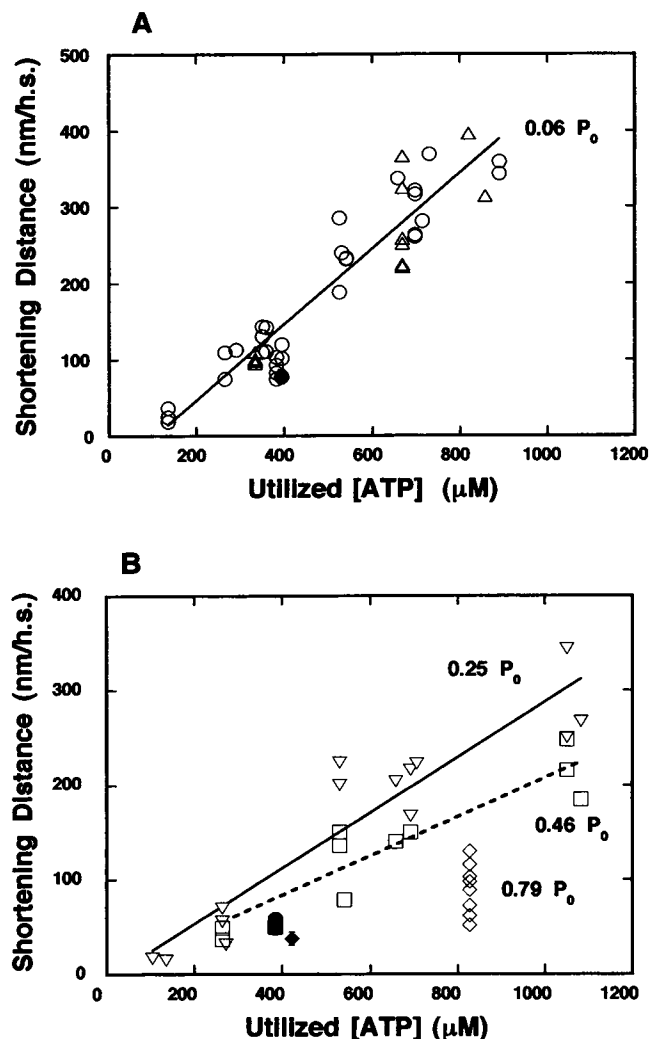 A
Shortening Distance (nm/h.s.)
500
400
300
200
100
0
0.06 P0
0 200 400 600 800 1000 1200
Utilized [ATP] (μM)
B
Shortening Distance (nm/h.s.)
400
300
200
100
0
0.25 P0
0.46 P0
0.79 P0
0 200 400 600 800 1000 1200
Utilized [ATP] (μM)